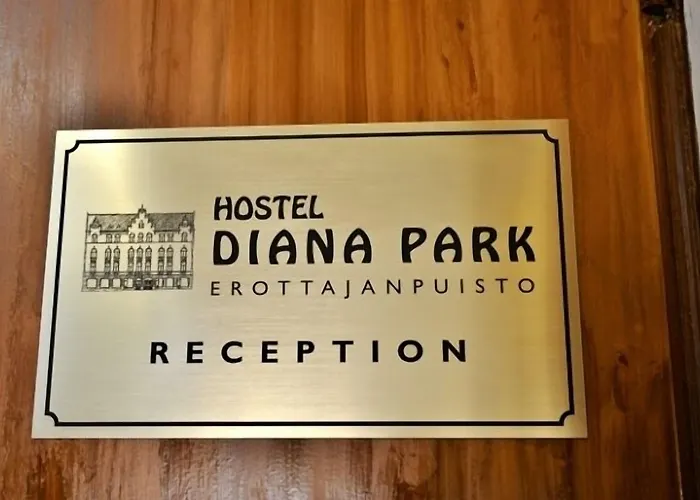 HOSTEL
DIANA PARK
EROTTAJANPUISTO
RECEPTION